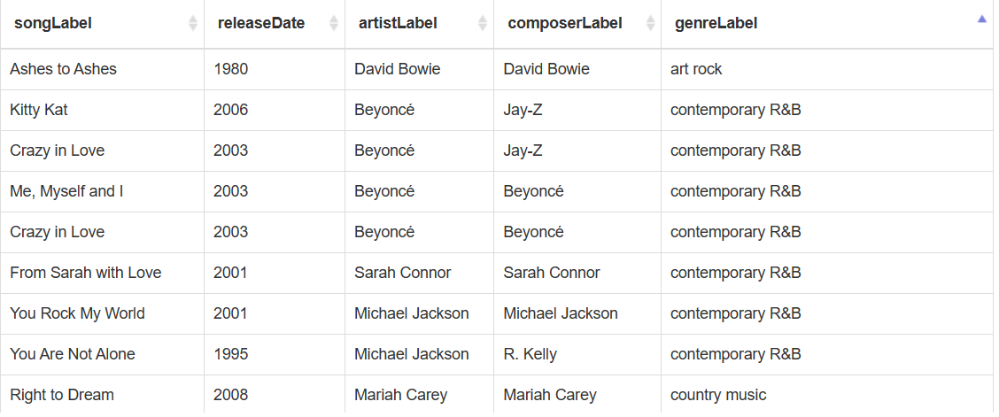 songLabel releaseDate artistLabel composerLabel genreLabel
Ashes to Ashes 1980 David Bowie David Bowie art rock
Kitty Kat 2006 Beyoncé Jay-Z contemporary R&B
Crazy in Love 2003 Beyoncé Jay-Z contemporary R&B
Me, Myself and I 2003 Beyoncé Beyoncé contemporary R&B
Crazy in Love 2003 Beyoncé Beyoncé contemporary R&B
From Sarah with Love 2001 Sarah Connor Sarah Connor contemporary R&B
You Rock My World 2001 Michael Jackson Michael Jackson contemporary R&B
You Are Not Alone 1995 Michael Jackson R. Kelly contemporary R&B
Right to Dream 2008 Mariah Carey Mariah Carey country music